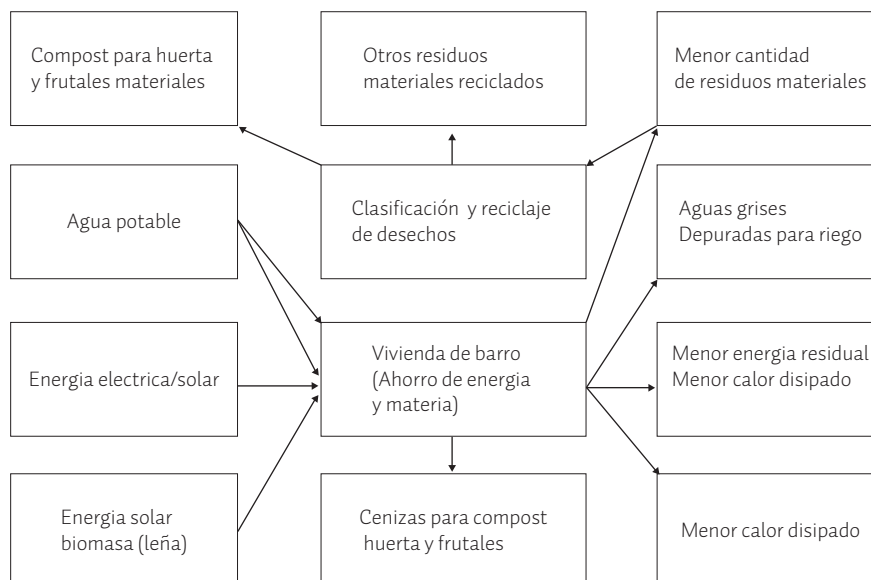 Compost para huerta
y frutales materiales
Otros residuos
materiales reciclados
Menor cantidad
de residuos materiales
Agua potable
Clasificación y reciclaje
de desechos
Aguas grises
Depuradas para riego
Energia electrica/solar
Vivienda de barro
(Ahorro de energia
y materia)
Menor energia residual
Menor calor disipado
Energia solar
biomasa (leña)
Cenizas para compost
huerta y frutales
Menor calor disipado